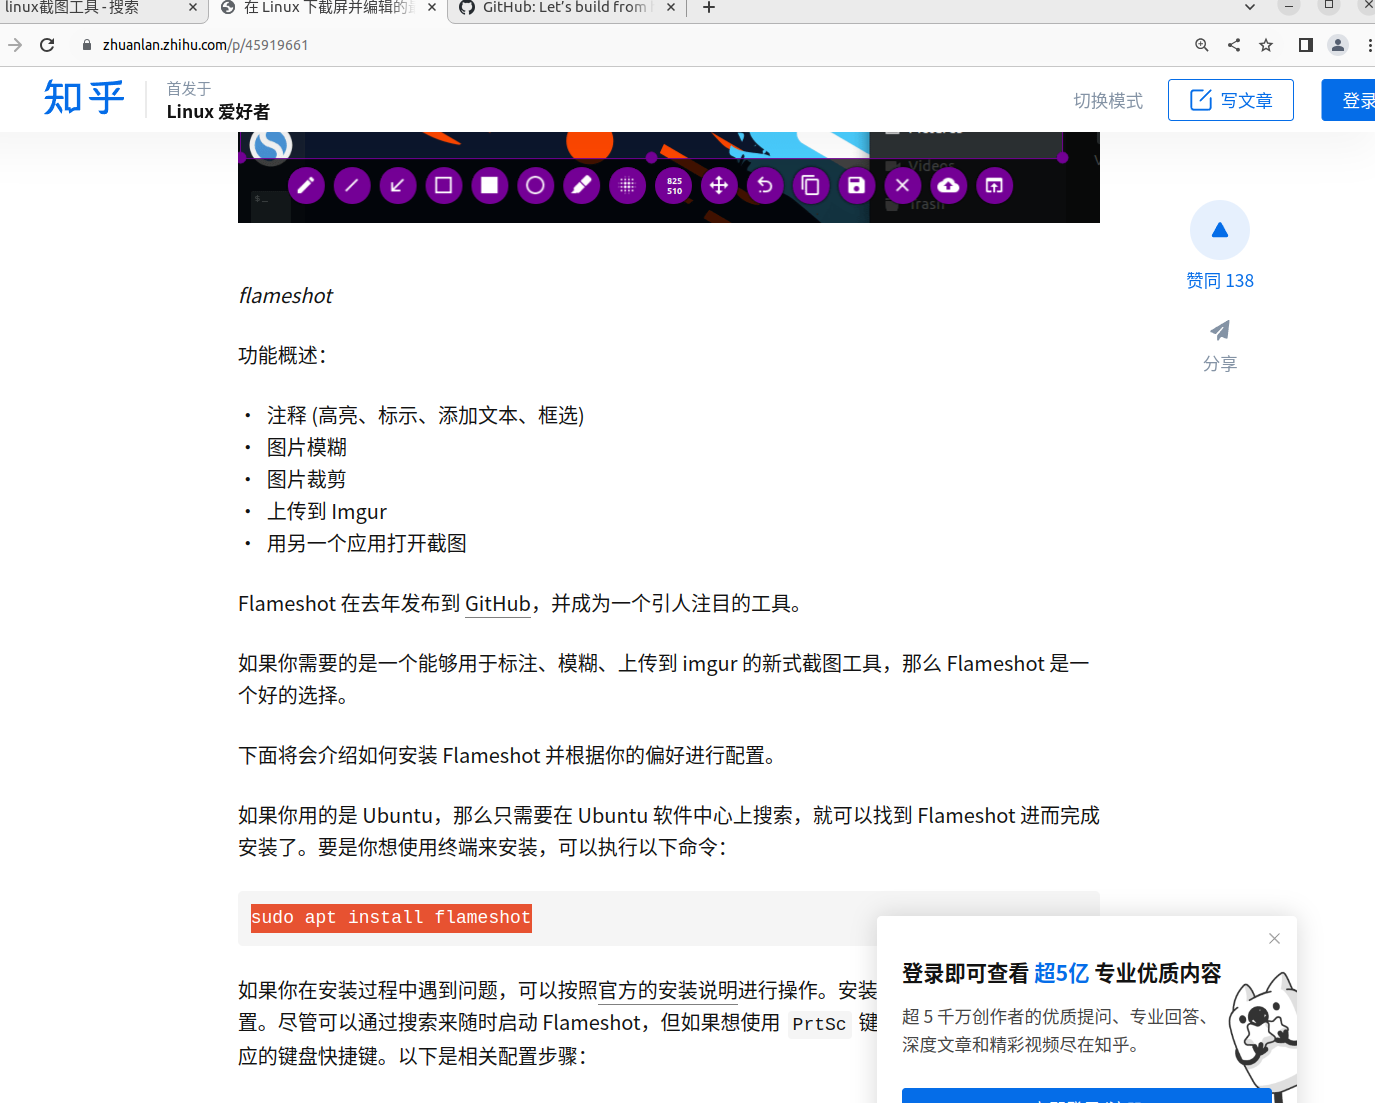 linux截图工具 - 搜索
在 Linux 下截屏并编辑的
GitHub: Let’s build from
zhuanlan.zhihu.com/p/45919661
知乎
首发于
Linux 爱好者
切换模式
写文章
登录
Pictures
Videos
Trash
$_
825
510
赞同 138
分享
flameshot
功能概述：
• 注释 (高亮、标示、添加文本、框选)
• 图片模糊
• 图片裁剪
• 上传到 Imgur
• 用另一个应用打开截图
Flameshot 在去年发布到 GitHub，并成为一个引人注目的工具。
如果你需要的是一个能够用于标注、模糊、上传到 imgur 的新式截图工具，那么 Flameshot 是一
个好的选择。
下面将会介绍如何安装 Flameshot 并根据你的偏好进行配置。
如果你用的是 Ubuntu，那么只需要在 Ubuntu 软件中心上搜索，就可以找到 Flameshot 进而完成
安装了。要是你想使用终端来安装，可以执行以下命令：
sudo apt install flameshot
如果你在安装过程中遇到问题，可以按照官方的安装说明进行操作。安装
置。尽管可以通过搜索来随时启动 Flameshot，但如果想使用 PrtSc 键
应的键盘快捷键。以下是相关配置步骤：
登录即可查看 超5亿 专业优质内容
超 5 千万创作者的优质提问、专业回答、
深度文章和精彩视频尽在知乎。